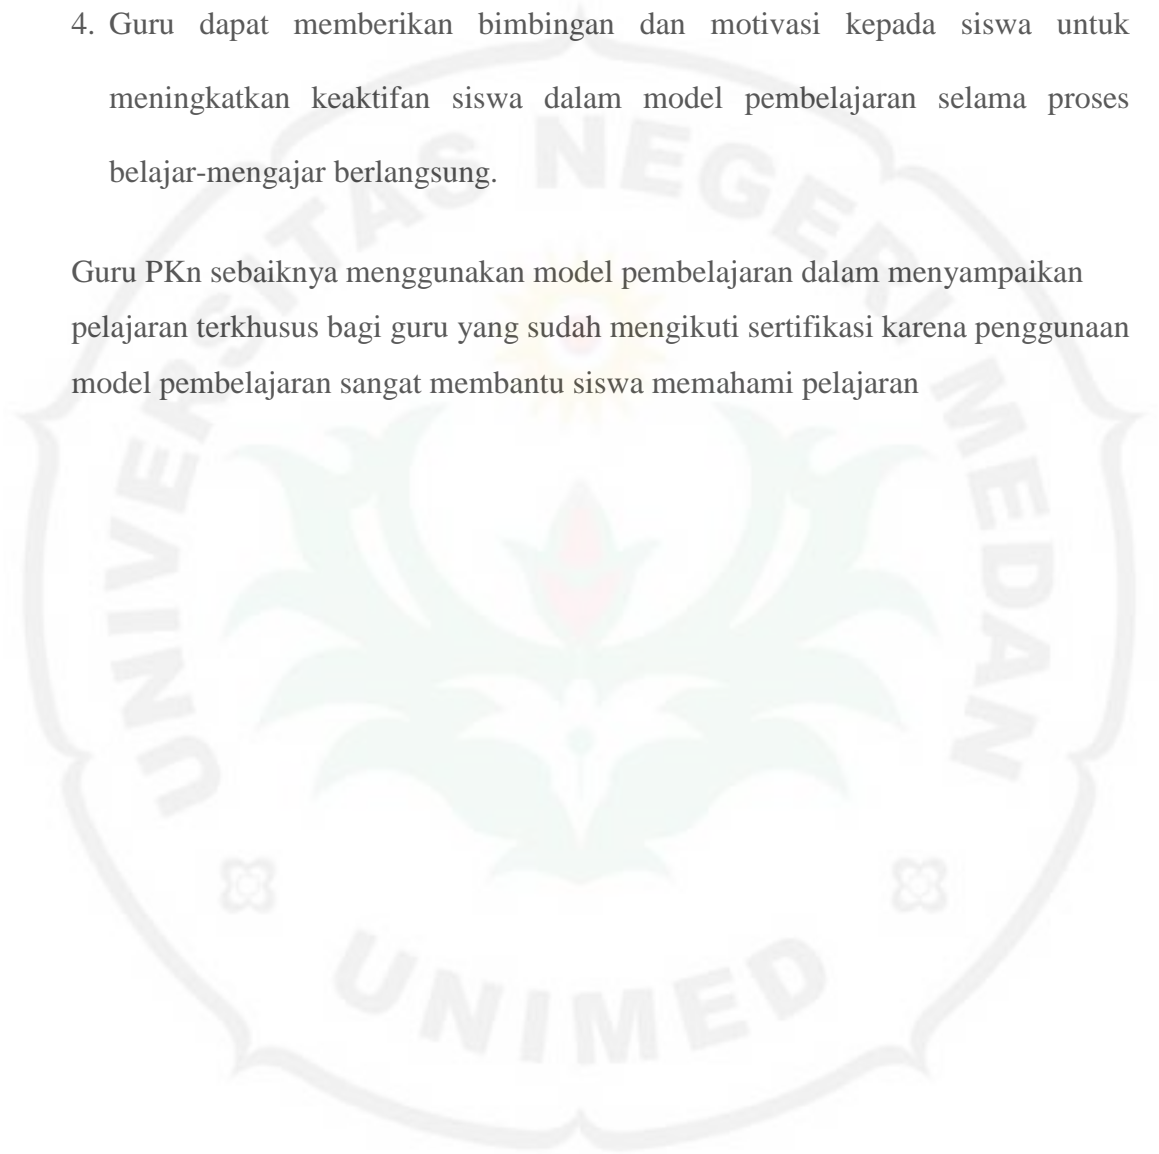 4. Guru dapat memberikan bimbingan dan motivasi kepada siswa untuk
meningkatkan keaktifan siswa dalam model pembelajaran selama proses
belajar-mengajar berlangsung.
Guru PKn sebaiknya menggunakan model pembelajaran dalam menyampaikan
pelajaran terkhusus bagi guru yang sudah mengikuti sertifikasi karena penggunaan
model pembelajaran sangat membantu siswa memahami pelajaran
UNIVERSITAS NEGERI MEDAN
UNIMED